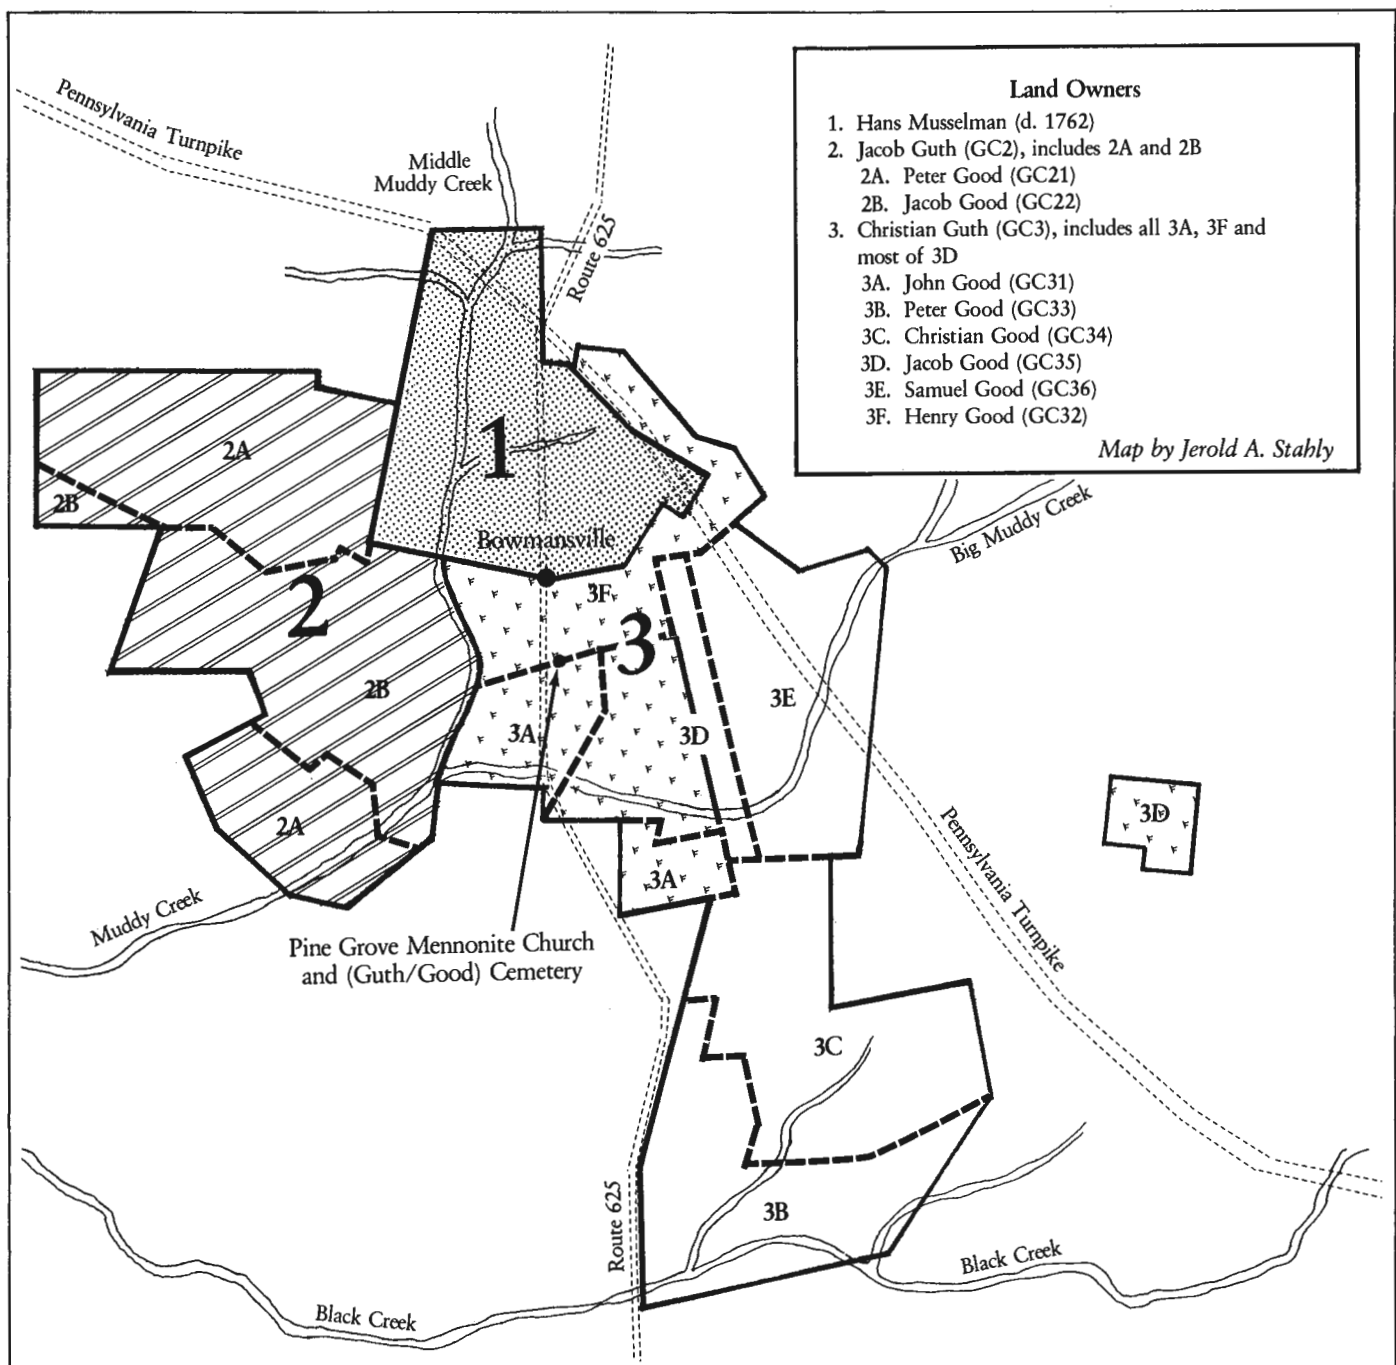 Land Owners
1. Hans Musselman (d. 1762)
2. Jacob Guth (GC2), includes 2A and 2B
2A. Peter Good (GC21)
2B. Jacob Good (GC22)
3. Christian Guth (GC3), includes all 3A, 3F and
most of 3D
3A. John Good (GC31)
3B. Peter Good (GC33)
3C. Christian Good (GC34)
3D. Jacob Good (GC35)
3E. Samuel Good (GC36)
3F. Henry Good (GC32)
Map by Jerold A. Stahly
Pennsylvania Turnpike
Middle
Muddy Creek
Route 625
1
2A
2B
Bowmansville
Big Muddy Creek
2
3F
3
2B
3E
3A
3D
2A
3D
3A
Muddy Creek
Pennsylvania Turnpike
Pine Grove Mennonite Church
and (Guth/Good) Cemetery
3C
3B
Route 625
Black Creek
Black Creek